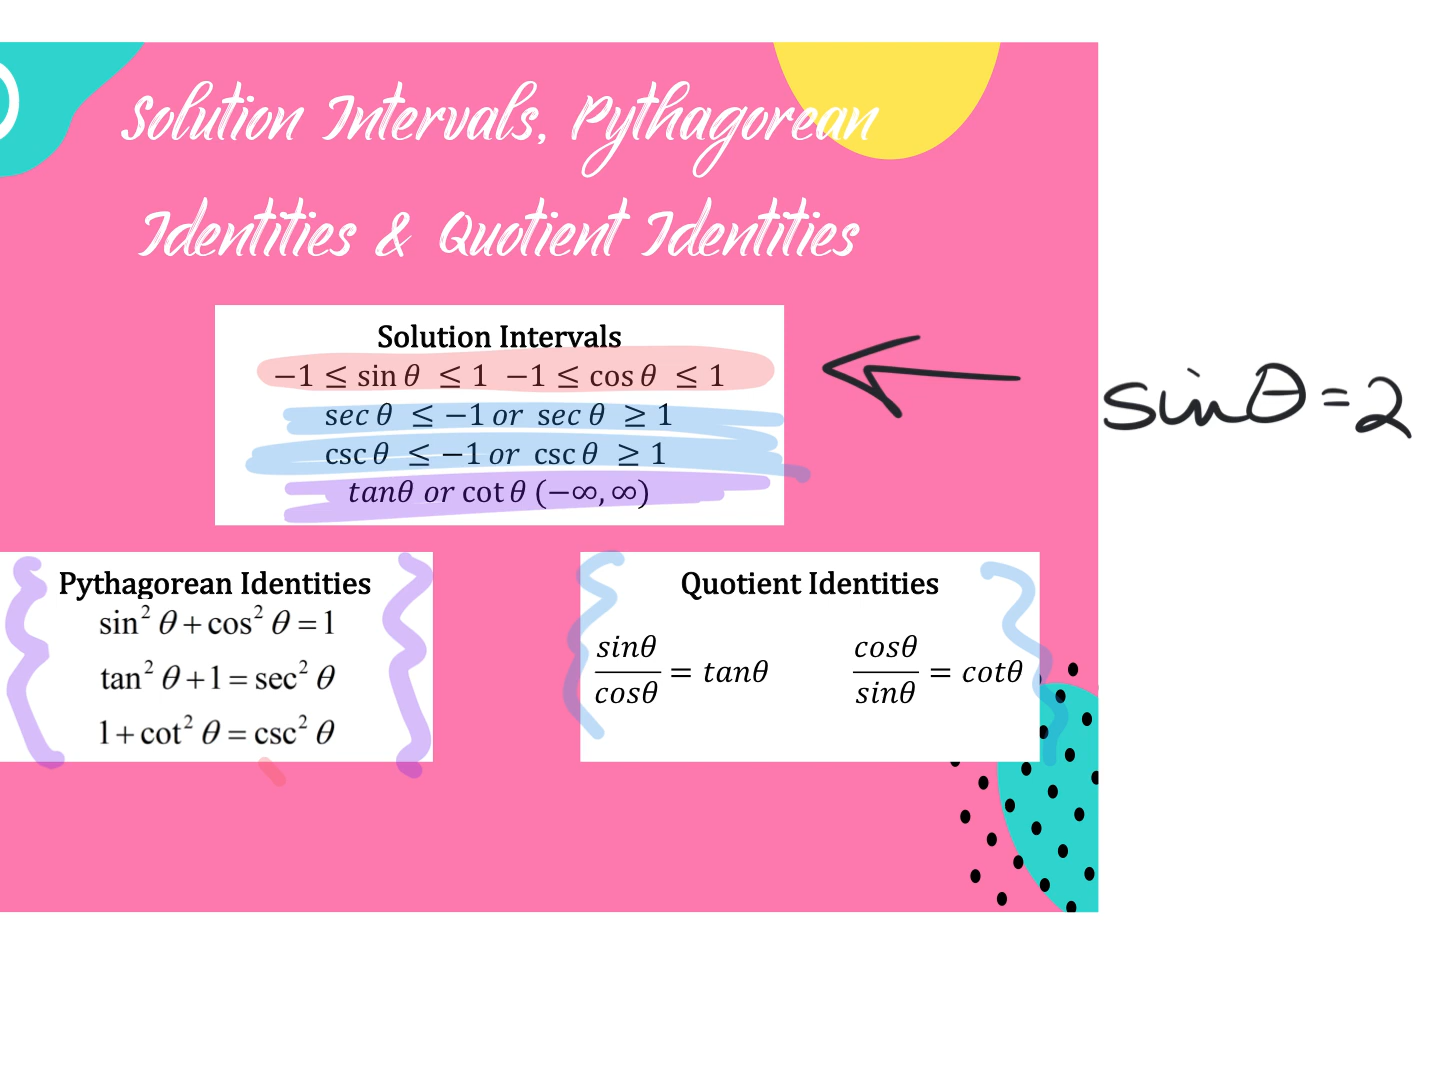 Solution Intervals, Pythagorean
Identities & Quotient Identities
Solution Intervals
−1 ≤ sin θ ≤ 1 −1 ≤ cos θ ≤ 1
sec θ ≤ −1 or sec θ ≥ 1
csc θ ≤ −1 or csc θ ≥ 1
tanθ or cot θ (−∞, ∞)
sinθ=2
Pythagorean Identities
sin² θ + cos² θ = 1
tan² θ + 1 = sec² θ
1 + cot² θ = csc² θ
Quotient Identities
sinθ/cosθ = tanθ cosθ/sinθ = cotθ